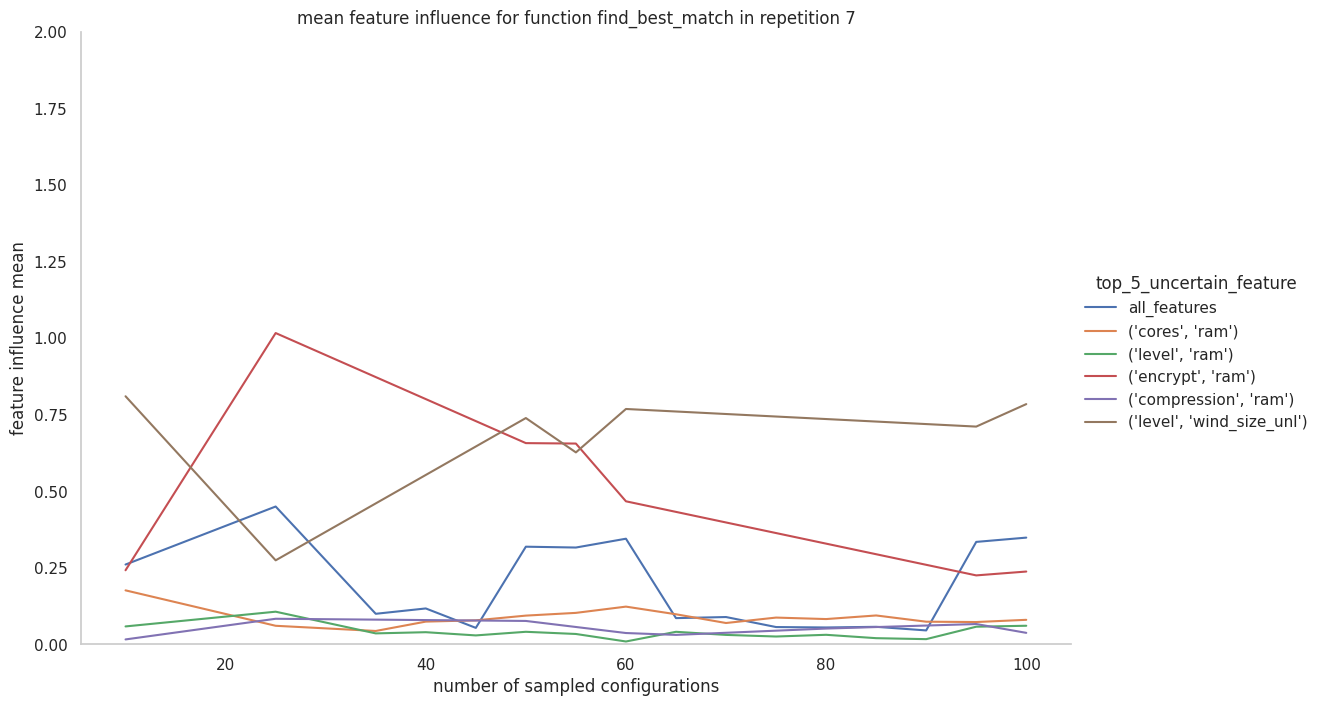 mean feature influence for function find_best_match in repetition 7
2.00
1.75
1.50
1.25
1.00
0.75
0.50
0.25
0.00
feature influence mean
20
40
60
80
100
number of sampled configurations
top_5_uncertain_feature
all_features
('cores', 'ram')
('level', 'ram')
('encrypt', 'ram')
('compression', 'ram')
('level', 'wind_size_unl')